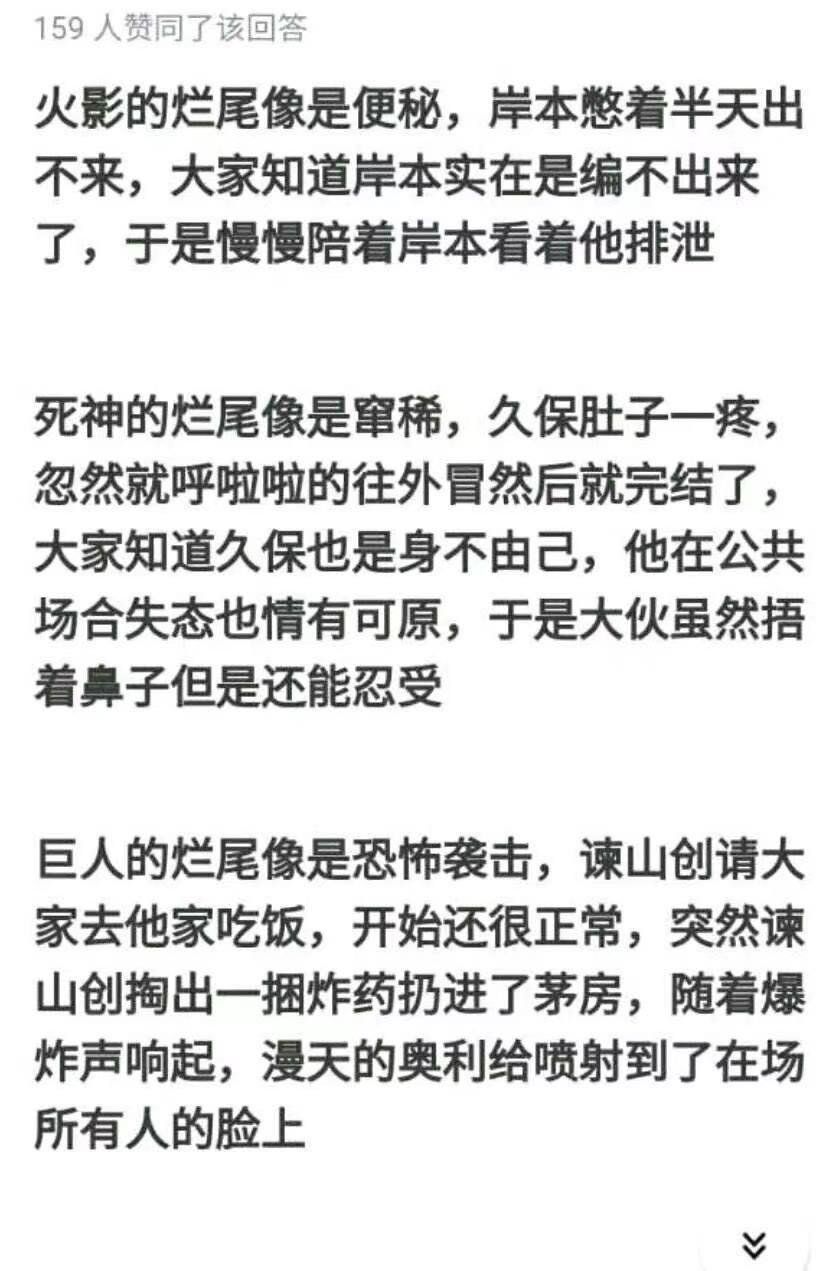 159 人赞同了该回答
火影的烂尾像是便秘，岸本憋着半天出
不来，大家知道岸本实在是编不出来
了，于是慢慢陪着岸本看着他排泄
死神的烂尾像是窜稀，久保肚子一疼，
忽然就呼啦啦的往外冒然后就完结了，
大家知道久保也是身不由己，他在公共
场合失态也情有可原，于是大伙虽然捂
着鼻子但是还能忍受
巨人的烂尾像是恐怖袭击，谏山创请大
家去他家吃饭，开始还很正常，突然谏
山创掏出一捆炸药扔进了茅房，随着爆
炸声响起，漫天的奥利给喷射到了在场
所有人的脸上